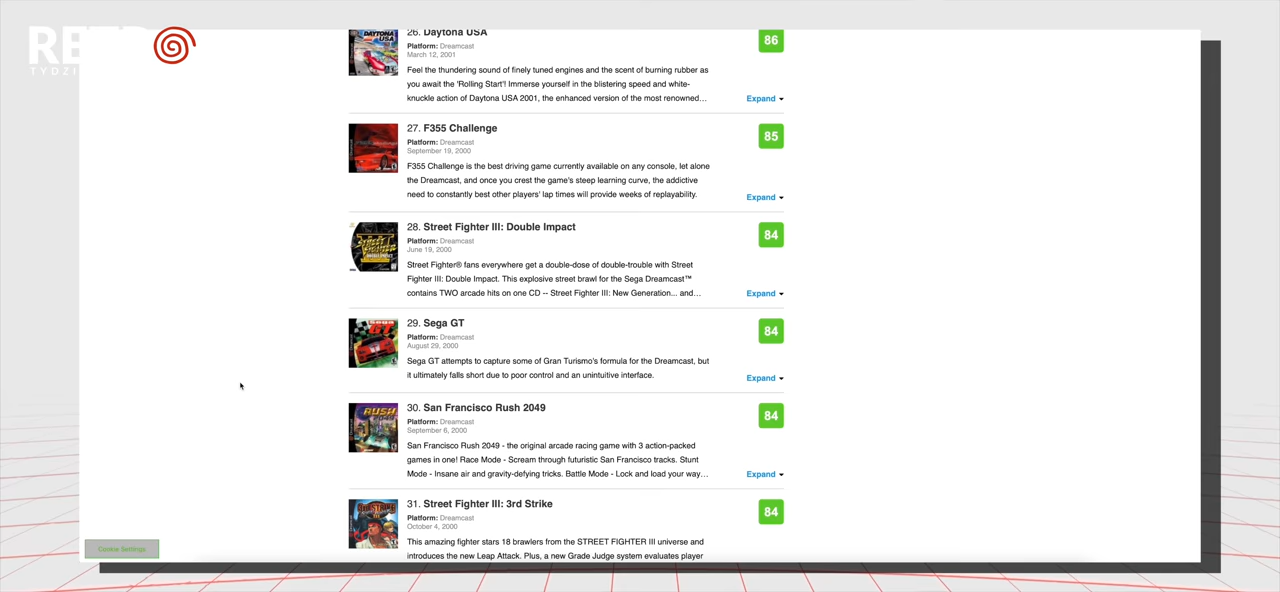 RE
TYDZI
26. Daytona USA
Platform: Dreamcast
March 12, 2001
86
Feel the thundering sound of finely tuned engines and the scent of burning rubber as
you await the 'Rolling Start'! Immerse yourself in the blistering speed and white-
knuckle action of Daytona USA 2001, the enhanced version of the most renowned…
Expand
27. F355 Challenge
Platform: Dreamcast
September 19, 2000
85
F355 Challenge is the best driving game currently available on any console, let alone
the Dreamcast, and once you crest the game's steep learning curve, the addictive
need to constantly best other players' lap times will provide weeks of replayability.
Expand
28. Street Fighter III: Double Impact
Platform: Dreamcast
June 19, 2000
84
Street Fighter® fans everywhere get a double-dose of double-trouble with Street
Fighter III: Double Impact. This explosive street brawl for the Sega Dreamcast™
contains TWO arcade hits on one CD -- Street Fighter III: New Generation... and…
Expand
29. Sega GT
Platform: Dreamcast
August 29, 2000
84
Sega GT attempts to capture some of Gran Turismo's formula for the Dreamcast, but
it ultimately falls short due to poor control and an unintuitive interface.
Expand
30. San Francisco Rush 2049
Platform: Dreamcast
September 6, 2000
84
San Francisco Rush 2049 - the original arcade racing game with 3 action-packed
games in one! Race Mode - Scream through futuristic San Francisco tracks. Stunt
Mode - Insane air and gravity-defying tricks. Battle Mode - Lock and load your way…
Expand
31. Street Fighter III: 3rd Strike
Platform: Dreamcast
October 4, 2000
84
This amazing fighter stars 18 brawlers from the STREET FIGHTER III universe and
introduces the new Leap Attack. Plus, a new Grade Judge system evaluates player
Cookie Settings
DAYTONA
USA
SEGA
GT
RUSH